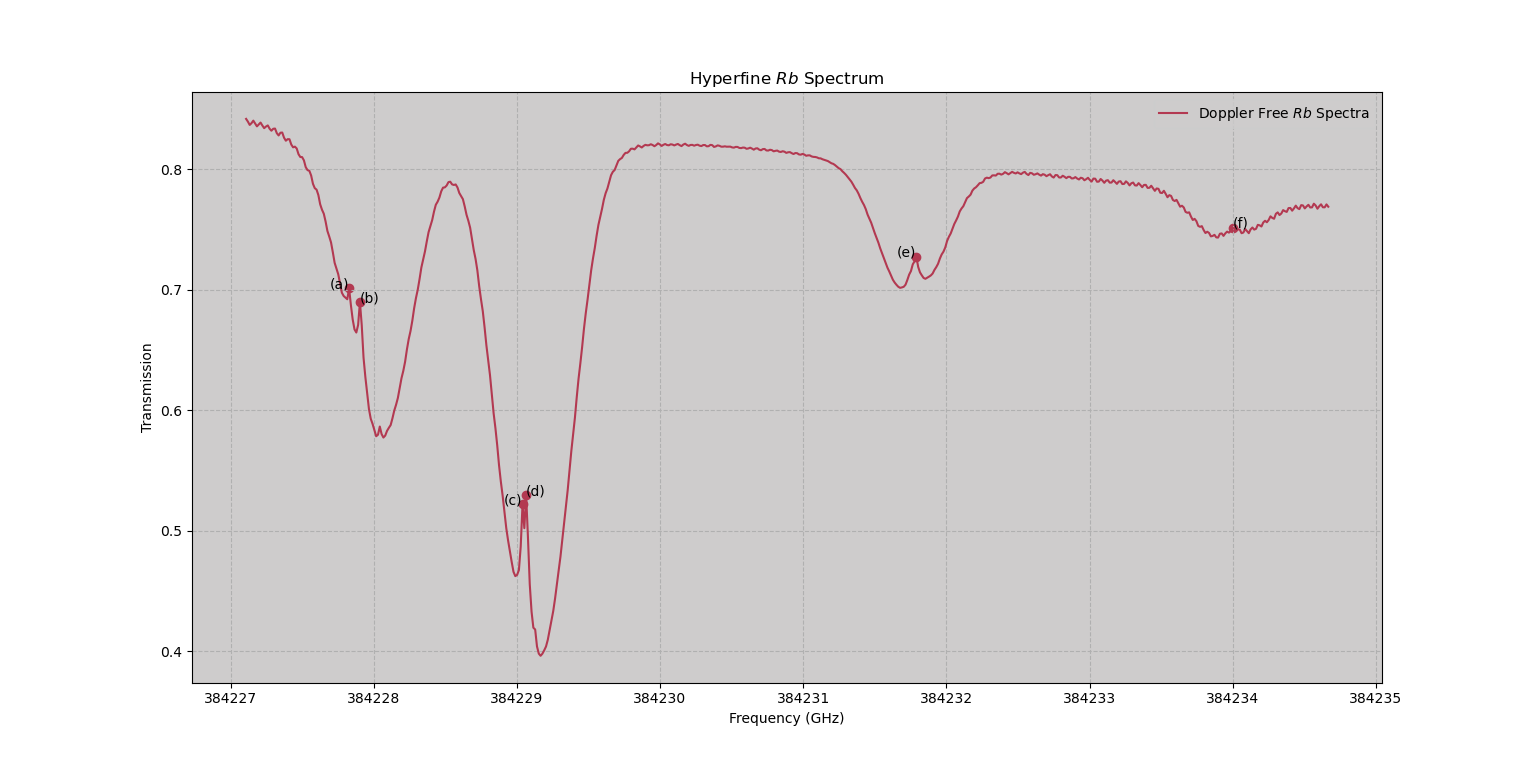 Hyperfine Rb Spectrum
Doppler Free Rb Spectra
0.8
0.7
0.6
0.5
0.4
Transmission
(a)
(b)
(c)
(d)
(e)
(f)
384227 384228 384229 384230 384231 384232 384233 384234 384235
Frequency (GHz)